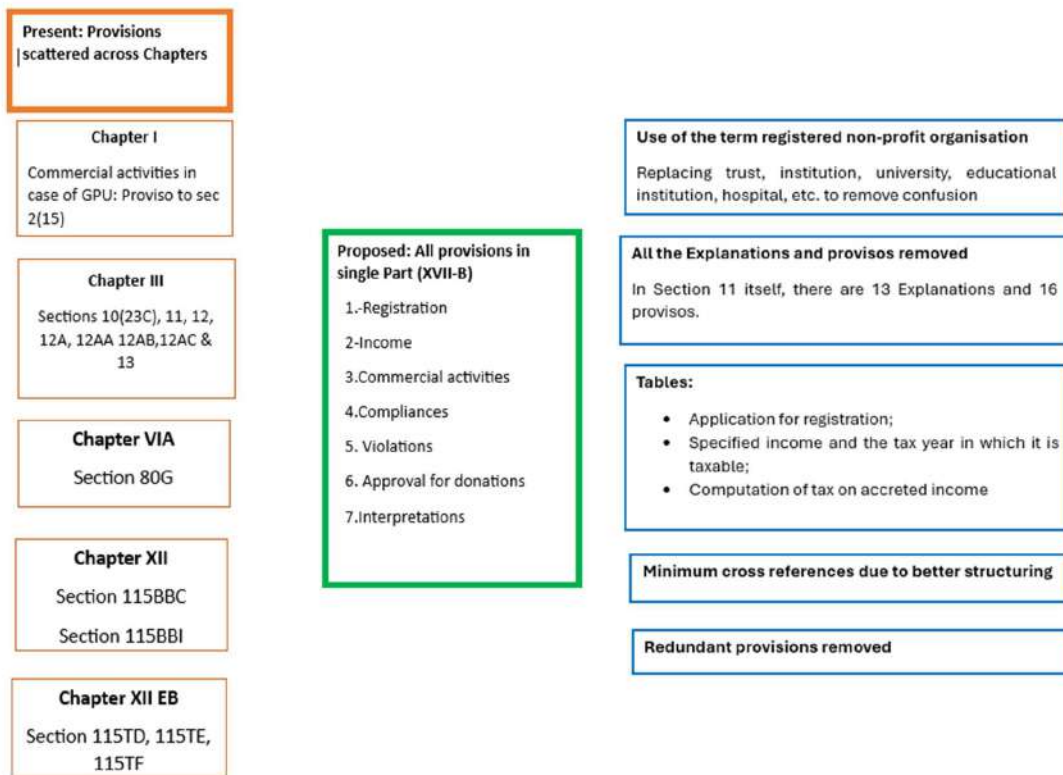 Present: Provisions
scattered across Chapters
Chapter I
Commercial activities in
case of GPU: Proviso to sec
2(15)
Chapter III
Sections 10(23C), 11, 12,
12A, 12AA 12AB,12AC &
13
Chapter VIA
Section 80G
Chapter XII
Section 115BBC
Section 115BBI
Chapter XII EB
Section 115TD, 115TE,
115TF
Proposed: All provisions in
single Part (XVII-B)
1.-Registration
2-Income
3.Commercial activities
4.Compliances
5. Violations
6. Approval for donations
7.Interpretations
Use of the term registered non-profit organisation
Replacing trust, institution, university, educational
institution, hospital, etc. to remove confusion
All the Explanations and provisos removed
In Section 11 itself, there are 13 Explanations and 16
provisos.
Tables:
• Application for registration;
• Specified income and the tax year in which it is
taxable;
• Computation of tax on accreted income
Minimum cross references due to better structuring
Redundant provisions removed